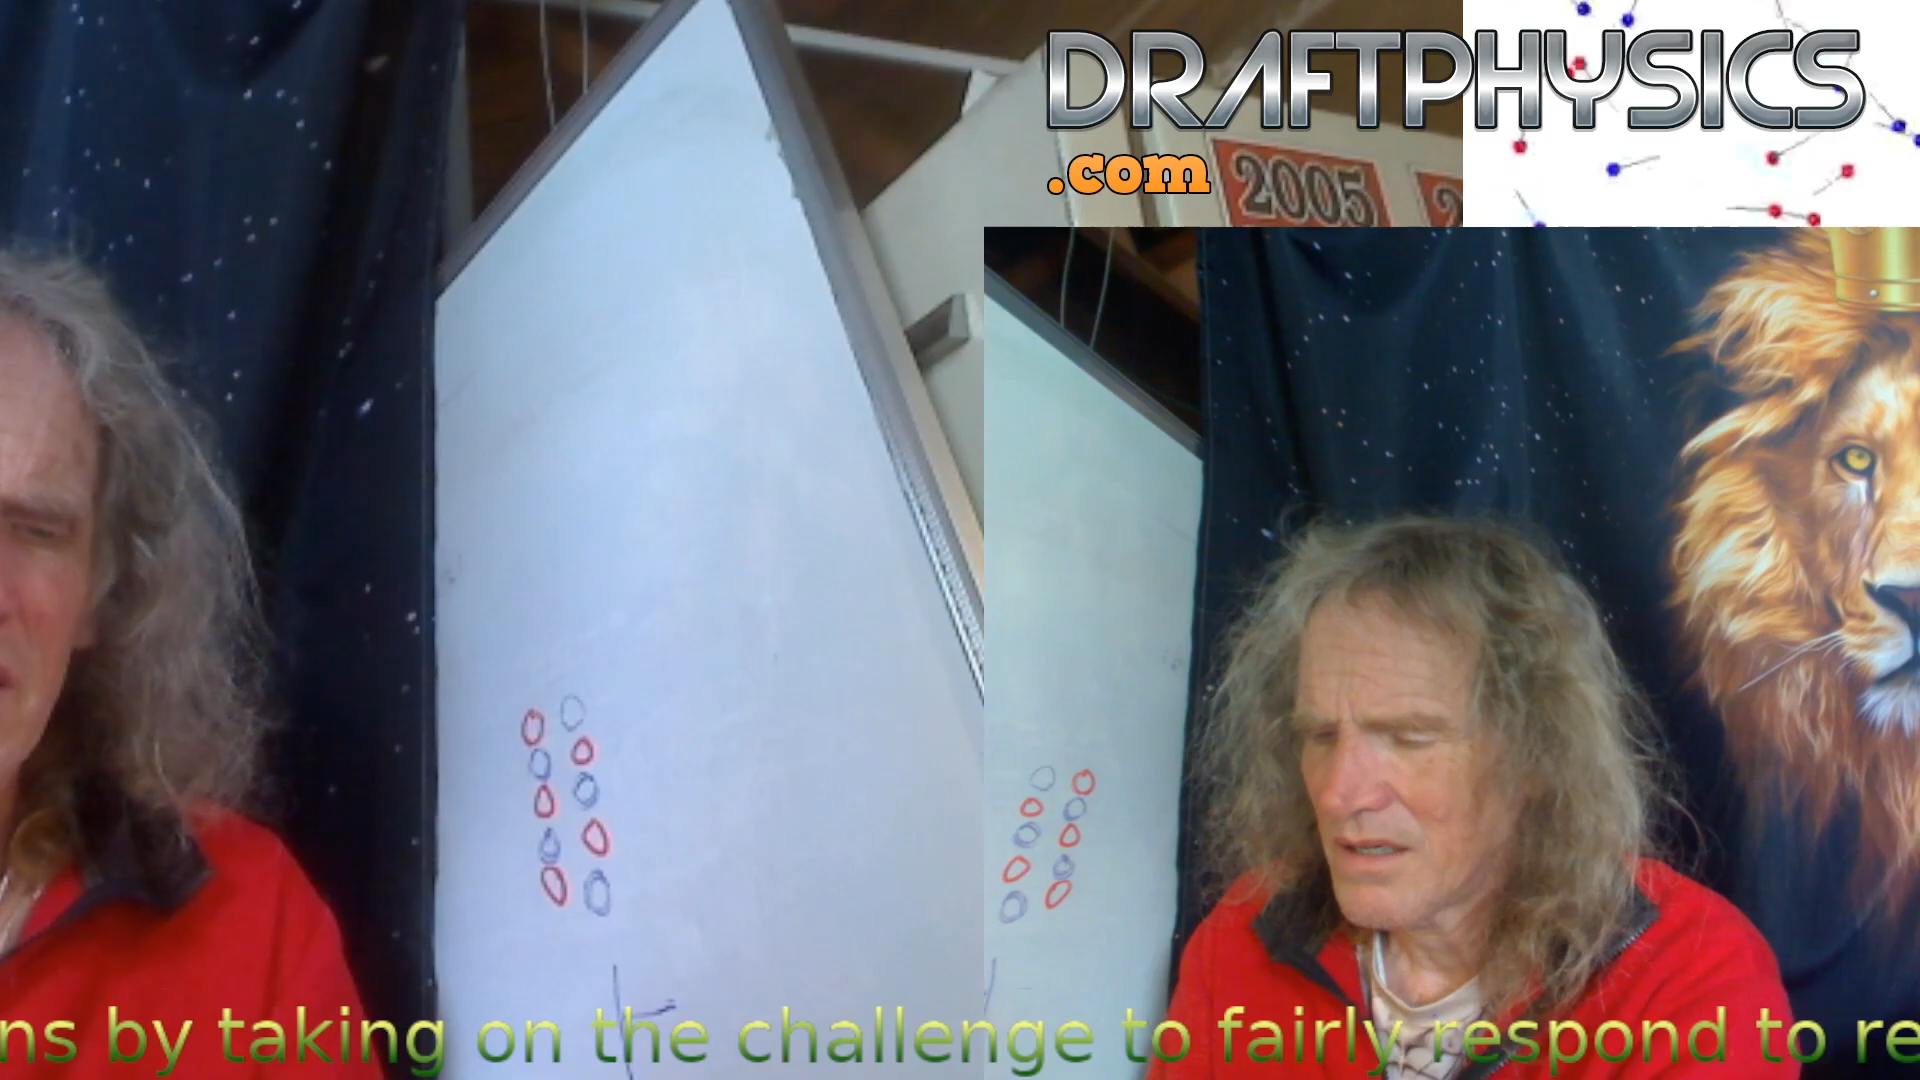 DRAFTPHYSICS
.com
2005
ns by taking on the challenge to fairly respond to re